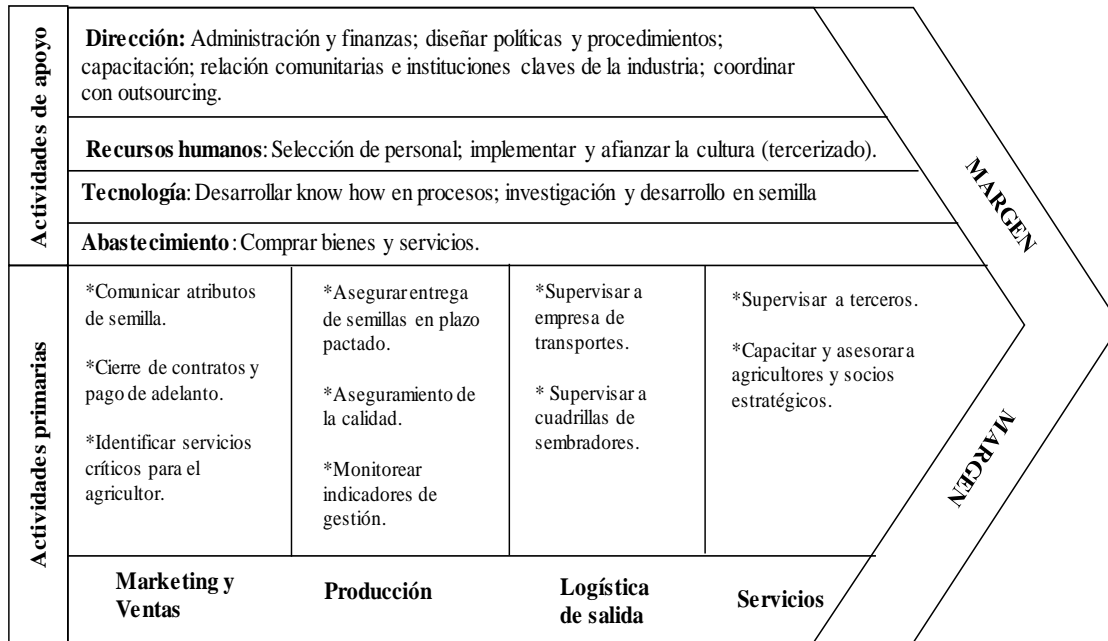 Actividades de apoyo
Dirección: Administración y finanzas; diseñar políticas y procedimientos;
capacitación; relación comunitarias e instituciones claves de la industria; coordinar
con outsourcing.
Recursos humanos: Selección de personal; implementar y afianzar la cultura (tercerizado).
Tecnología: Desarrollar know how en procesos; investigación y desarrollo en semilla
Abastecimiento: Comprar bienes y servicios.
MARGEN
Actividades primarias
*Comunicar atributos
de semilla.
*Cierre de contratos y
pago de adelanto.
*Identificar servicios
críticos para el
agricultor.
Marketing y
Ventas
*Asegurar entrega
de semillas en plazo
pactado.
*Aseguramiento de
la calidad.
*Monitorear
indicadores de
gestión.
Producción
*Supervisar a
empresa de
transportes.
* Supervisar a
cuadrillas de
sembradores.
Logística
de salida
*Supervisar a terceros.
*Capacitar y asesorar a
agricultores y socios
estratégicos.
Servicios
MARGEN